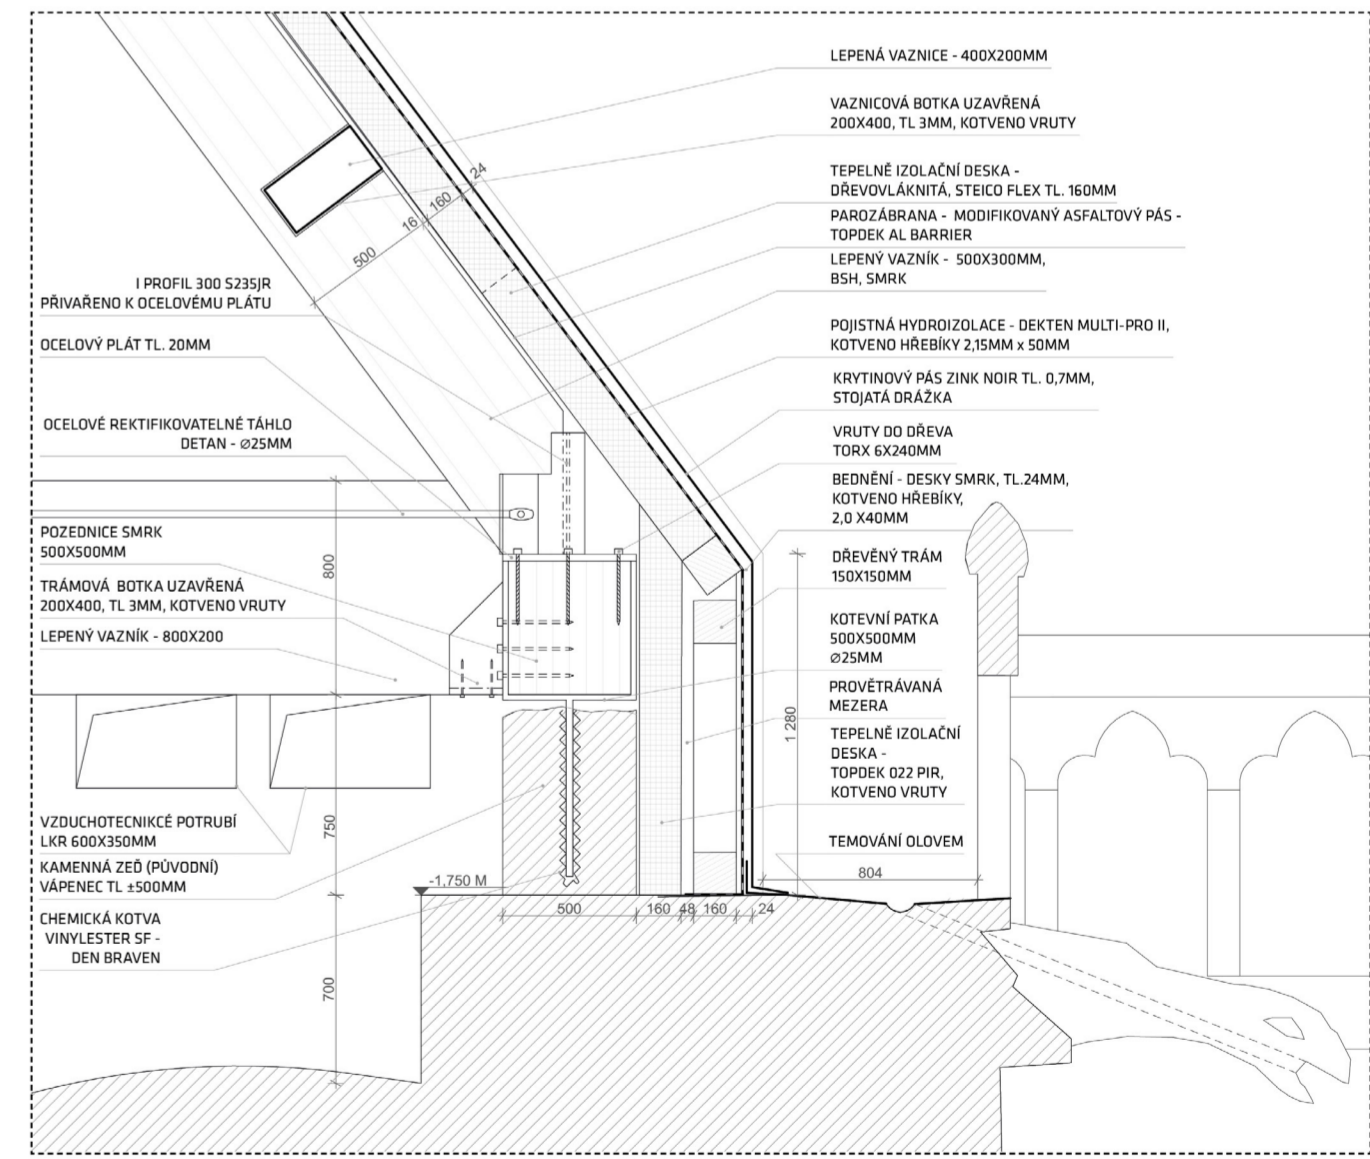 LEPENÁ VAZNICE - 400X200MM
VAZNICOVÁ BOTKA UZAVŘENÁ
200X400, TL 3MM, KOTVENO VRUTY
TEPELNĚ IZOLAČNÍ DESKA -
DŘEVOVLÁKNITÁ, STEICO FLEX TL. 160MM
PAROZÁBRANA - MODIFIKOVANÝ ASFALTOVÝ PÁS -
TOPDEK AL BARRIER
LEPENÝ VAZNÍK - 500X300MM,
BSH, SMRK
POJISTNÁ HYDROIZOLACE - DEKTEN MULTI-PRO II,
KOTVENO HŘEBÍKY 2,15MM x 50MM
KRYTINOVÝ PÁS ZINK NOIR TL. 0,7MM,
STOJATÁ DRÁŽKA
VRUTY DO DŘEVA
TORX 6X240MM
BEDNĚNÍ - DESKY SMRK, TL.24MM,
KOTVENO HŘEBÍKY,
2,0 X40MM
DŘEVĚNÝ TRÁM
150X150MM
KOTEVNÍ PATKA
500X500MM
⌀25MM
PROVĚTRÁVANÁ
MEZERA
TEPELNĚ IZOLAČNÍ
DESKA -
TOPDEK 022 PIR,
KOTVENO VRUTY
TEMOVÁNÍ OLOVEM
I PROFIL 300 S235JR
PŘIVAŘENO K OCELOVÉMU PLÁTU
OCELOVÝ PLÁT TL. 20MM
OCELOVÉ REKTIFIKOVATELNÉ TÁHLO
DETAN - ⌀25MM
POZEDNICE SMRK
500X500MM
TRÁMOVÁ BOTKA UZAVŘENÁ
200X400, TL 3MM, KOTVENO VRUTY
LEPENÝ VAZNÍK - 800X200
VZDUCHOTECNIKCÉ POTRUBÍ
LKR 600X350MM
KAMENNÁ ZEĎ (PŮVODNÍ)
VÁPENEC TL ±500MM
CHEMICKÁ KOTVA
VINYLESTER SF -
DEN BRAVEN
500
16
160
24
800
750
700
-1,750 M
500
160
48
160
24
1 280
804